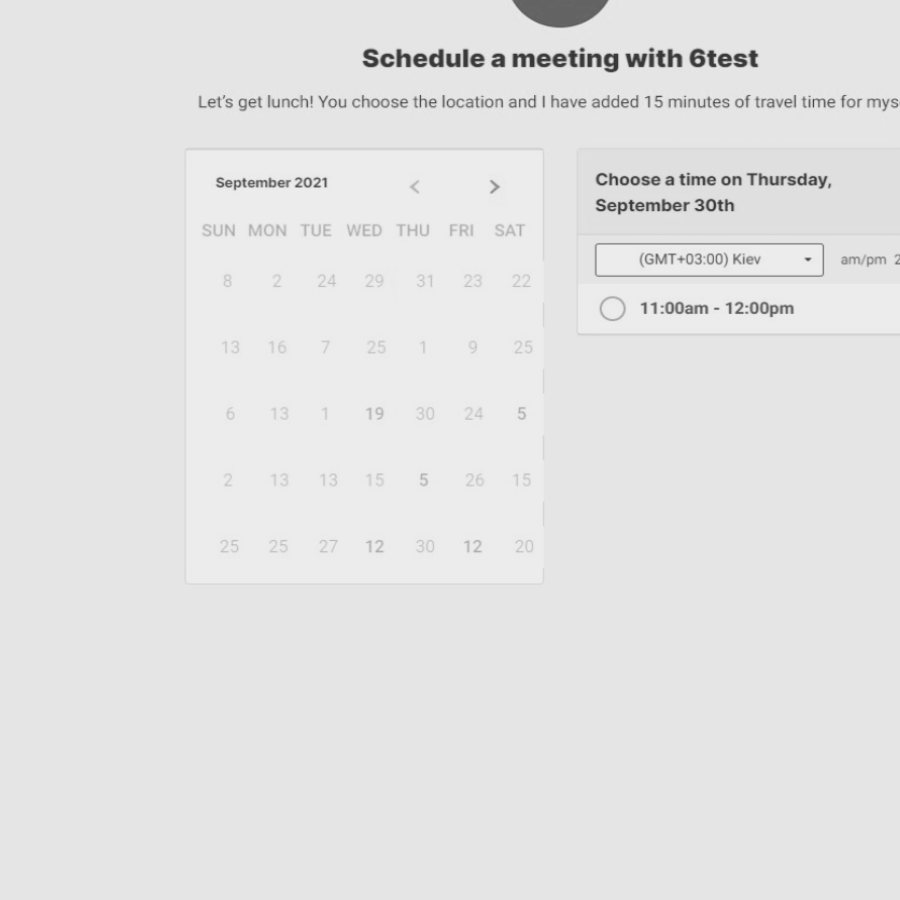 Schedule a meeting with 6test
Let's get lunch! You choose the location and I have added 15 minutes of travel time for mys
September 2021
SUN MON TUE WED THU FRI SAT
8 2 24 29 31 23 22
13 16 7 25 1 9 25
6 13 1 19 30 24 5
2 13 13 15 5 26 15
25 25 27 12 30 12 20
Choose a time on Thursday,
September 30th
(GMT+03:00) Kiev am/pm 2
11:00am - 12:00pm